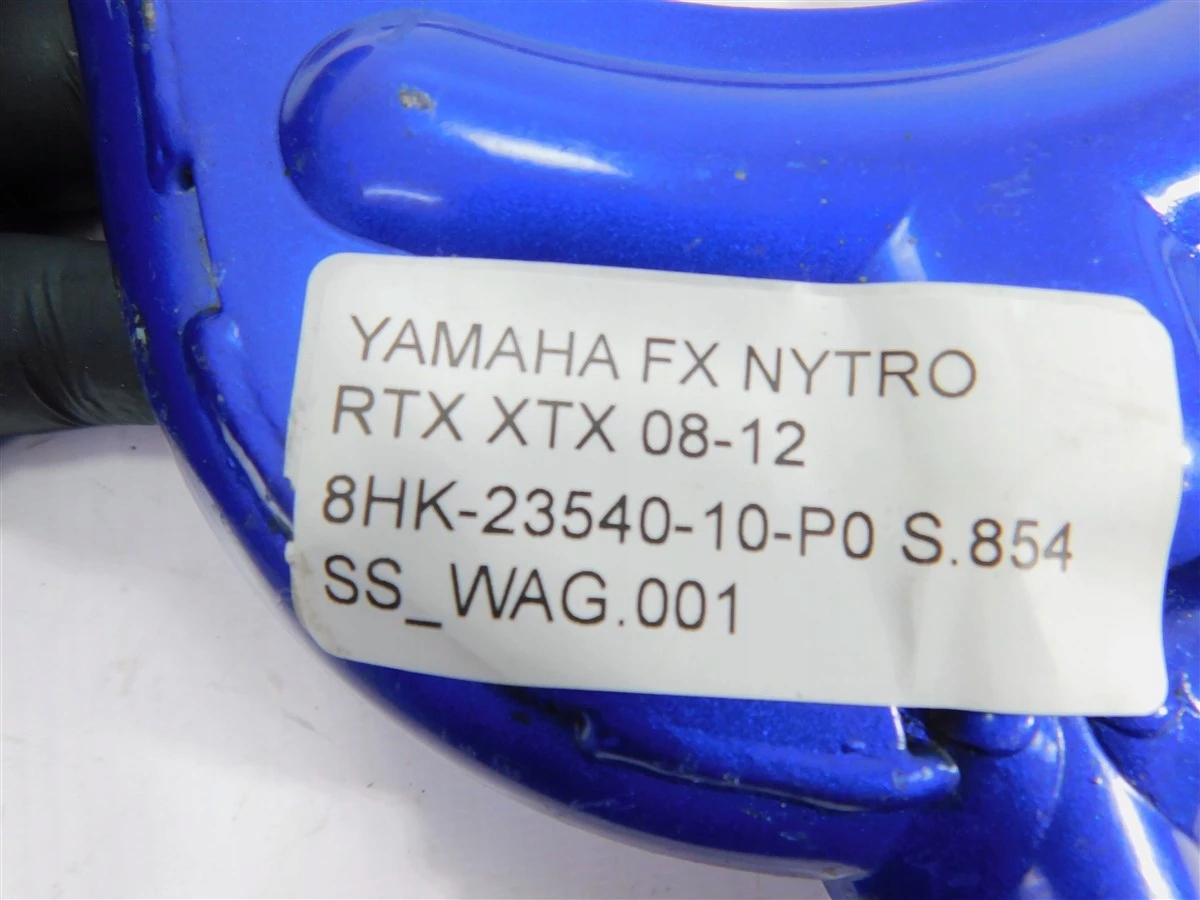 YAMAHA FX NYTRO
RTX XTX 08-12
8HK-23540-10-P0 S.854
SS_WAG.001